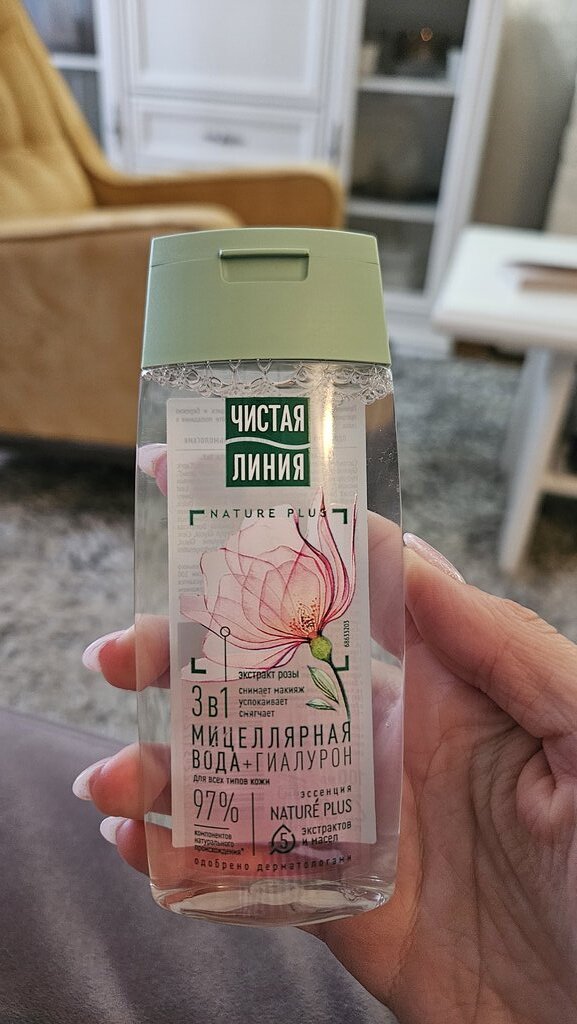 ЧИСТАЯ
ЛИНИЯ
NATURE PLUS
68633203
экстракт розы
3в1
снимает макияж
успокаивает
смягчает
МИЦЕЛЛЯРНАЯ
ВОДА+ГИАЛУРОН
для всех типов кожи
97%
компонентов
натурального
происхождения*
эссенция
NATURÉ PLUS
5 экстрактов
и масел
одобрено дерматологами